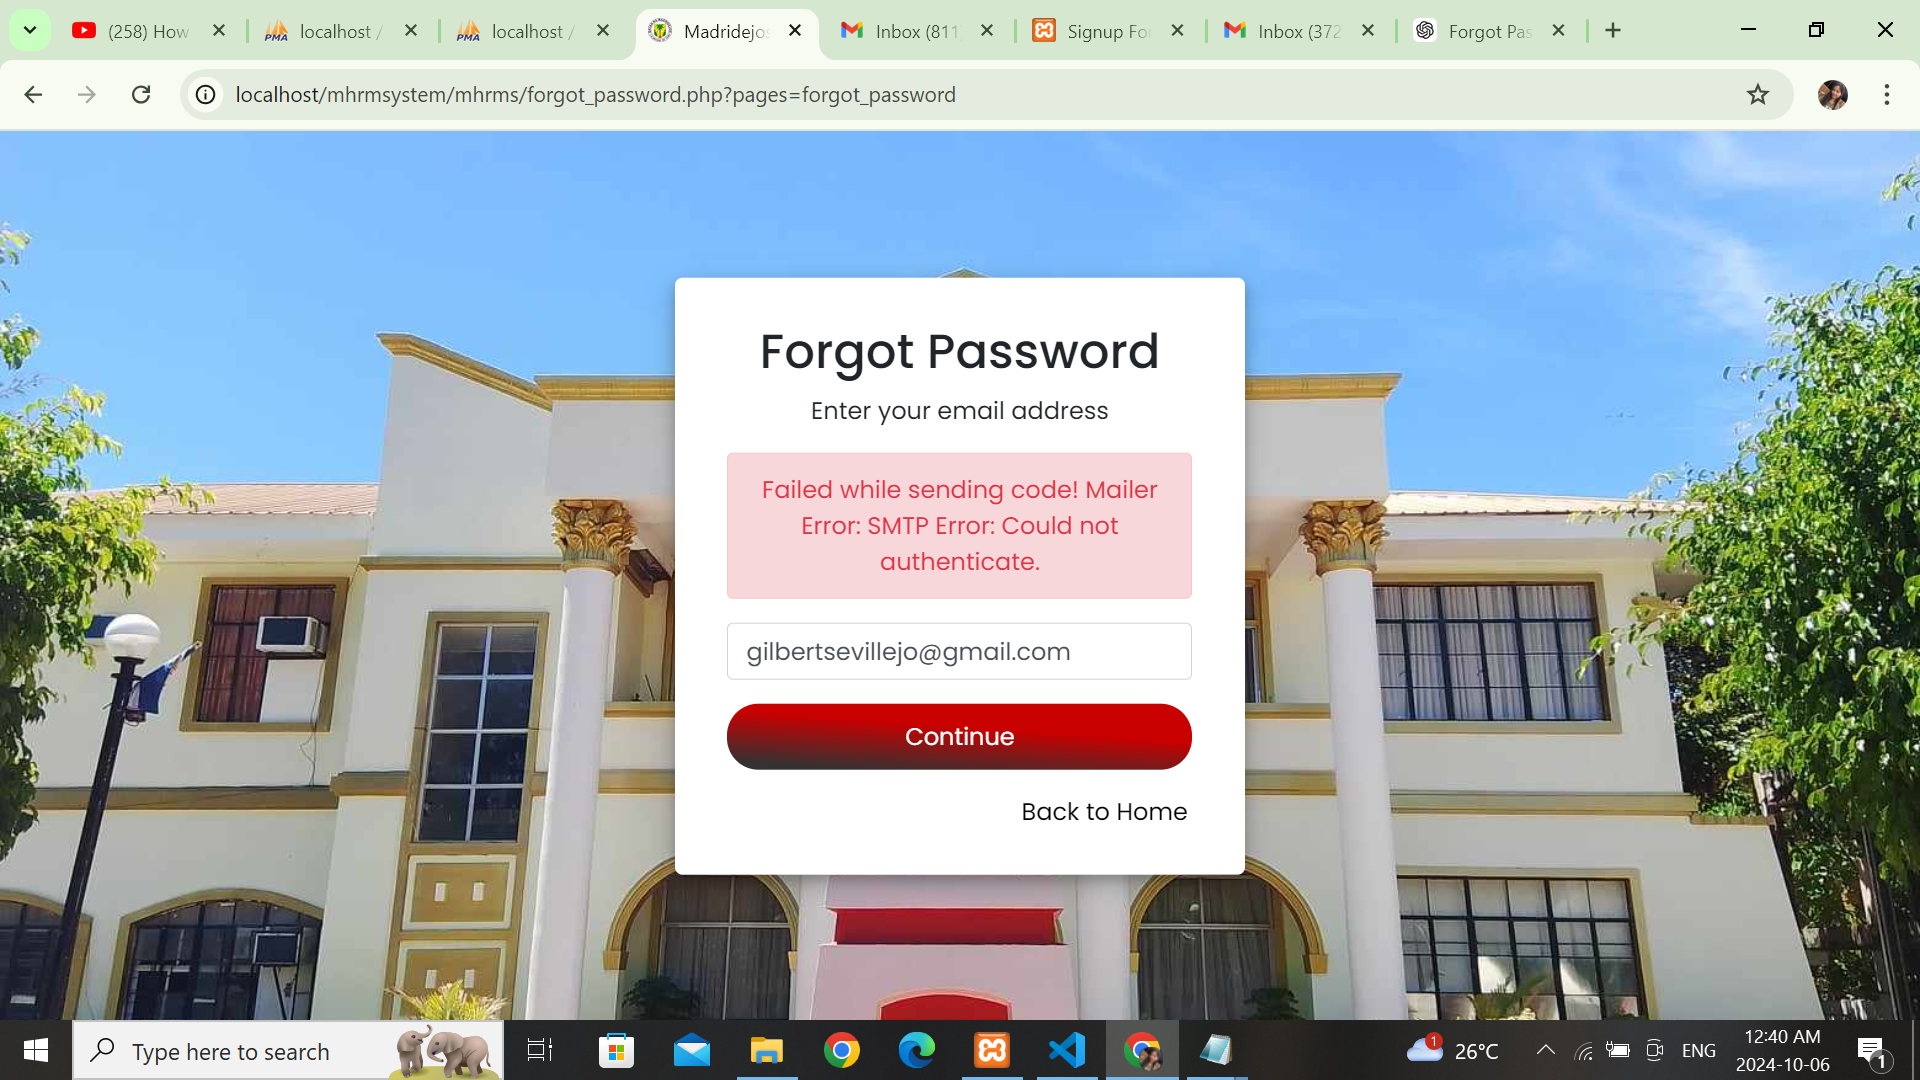 (258) How
localhost /
localhost /
Madridejos
Inbox (811
Signup For
Inbox (372
Forgot Pas
localhost/mhrmsystem/mhrms/forgot_password.php?pages=forgot_password
Forgot Password
Enter your email address
Failed while sending code! Mailer
Error: SMTP Error: Could not
authenticate.
gilbertsevillejo@gmail.com
Continue
Back to Home
Type here to search
1
26°C
ENG
12:40 AM
2024-10-06
1